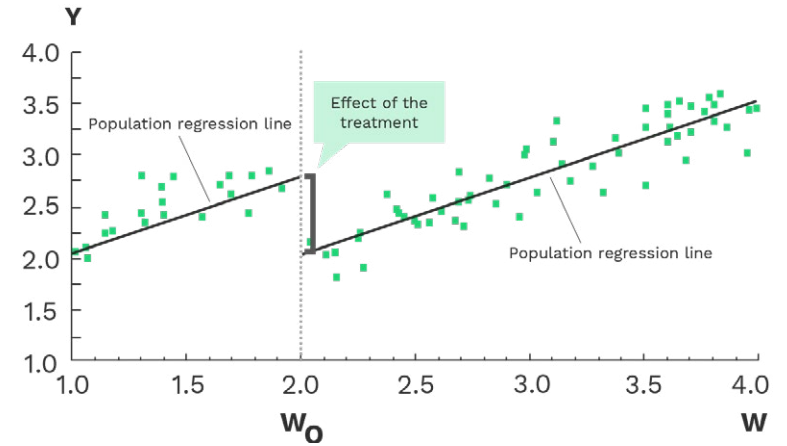 Y
4.0
3.5
3.0
2.5
2.0
1.5
1.0
Population regression line
Effect of the
treatment
Population regression line
1.0 1.5 2.0 2.5 3.0 3.5 4.0
W0 W